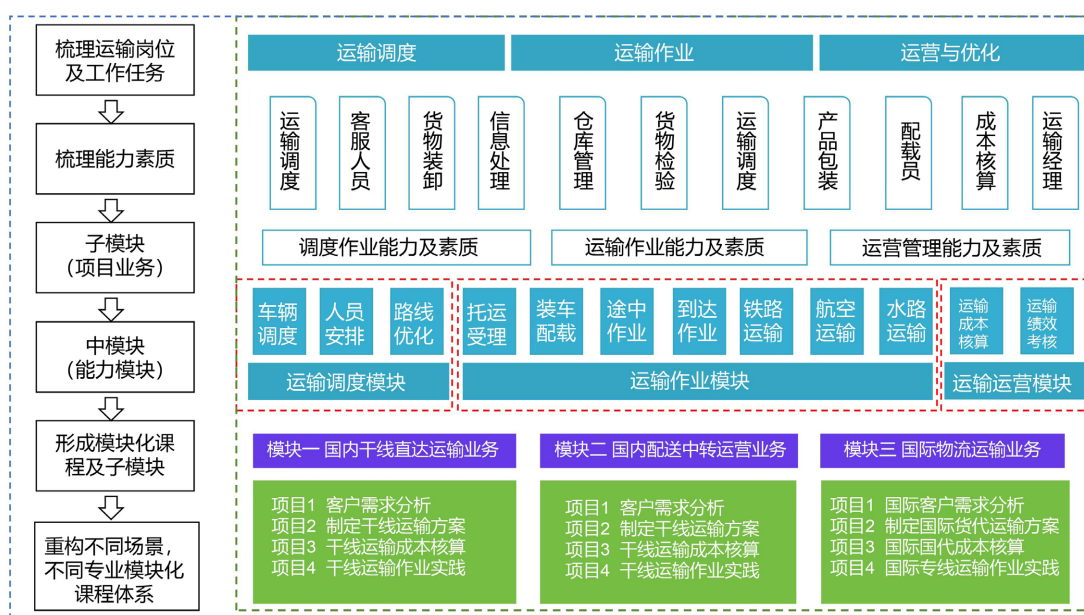 梳理运输岗位
及工作任务
梳理能力素质
子模块
（项目业务）
中模块
（能力模块）
形成模块化课
程及子模块
重构不同场景，
不同专业模块化
课程体系
运输调度
运输作业
运营与优化
运输调度
客服人员
货物装卸
信息处理
仓库管理
货物检验
运输调度
产品包装
配载员
成本核算
运输经理
调度作业能力及素质
运输作业能力及素质
运营管理能力及素质
车辆
调度
人员
安排
路线
优化
托运
受理
装车
配载
途中
作业
到达
作业
铁路
运输
航空
运输
水路
运输
运输
成本
核算
运输
绩效
考核
运输调度模块
运输作业模块
运输运营模块
模块一 国内干线直达运输业务
模块二 国内配送中转运营业务
模块三 国际物流运输业务
项目1 客户需求分析
项目2 制定干线运输方案
项目3 干线运输成本核算
项目4 干线运输作业实践
项目1 客户需求分析
项目2 制定干线运输方案
项目3 干线运输成本核算
项目4 干线运输作业实践
项目1 国际客户需求分析
项目2 制定国际货代运输方案
项目3 国际国代成本核算
项目4 国际专线运输作业实践